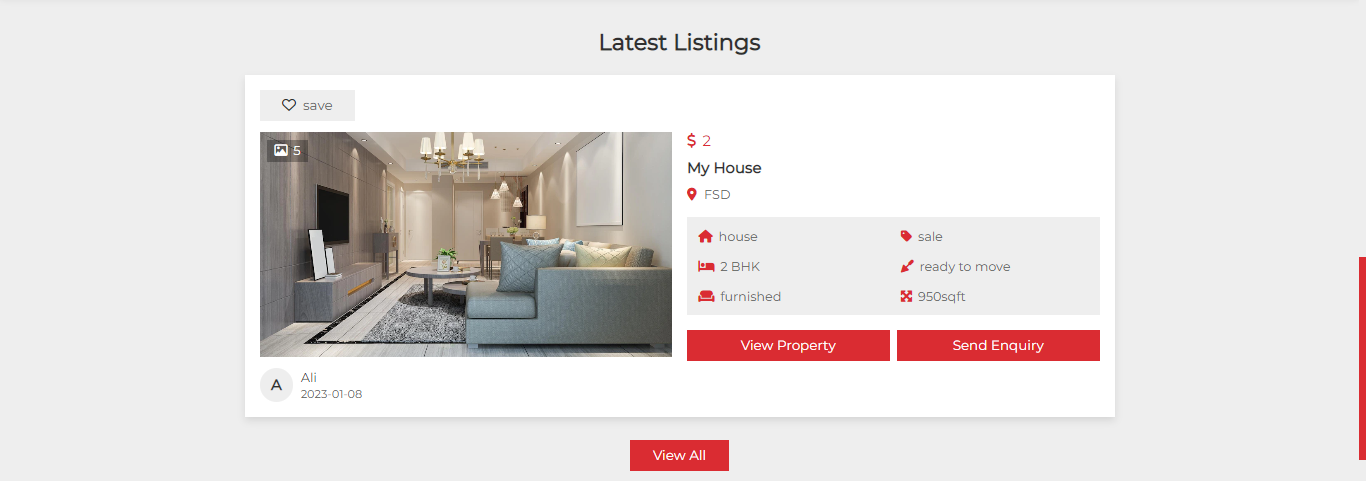 Latest Listings
save
5
$ 2
My House
FSD
house
sale
2 BHK
ready to move
furnished
950sqft
View Property
Send Enquiry
A
Ali
2023-01-08
View All